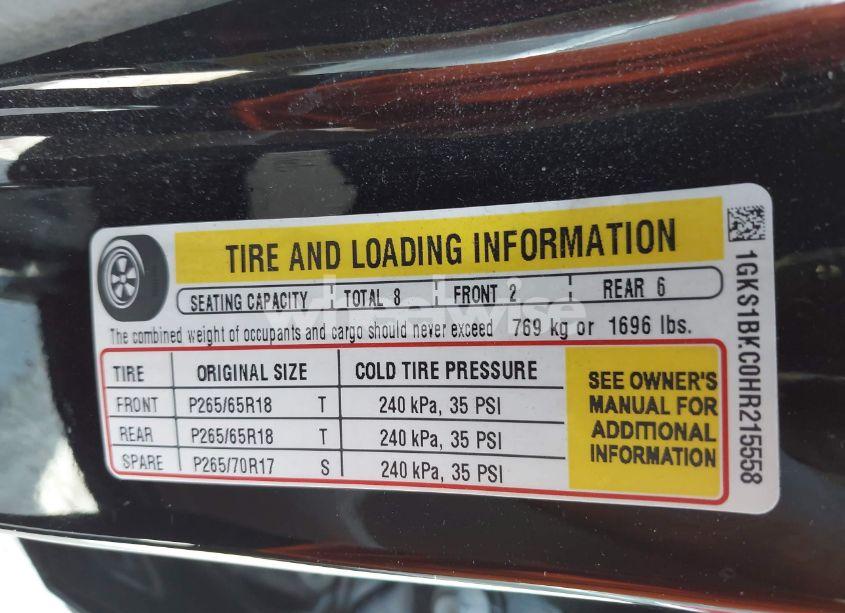 TIRE AND LOADING INFORMATION
SEATING CAPACITY TOTAL 8 FRONT 2 REAR 6
The combined weight of occupants and cargo should never exceed 769 kg or 1696 lbs.
TIRE ORIGINAL SIZE COLD TIRE PRESSURE
FRONT P265/65R18 T 240 kPa, 35 PSI
REAR P265/65R18 T 240 kPa, 35 PSI
SPARE P265/70R17 S 240 kPa, 35 PSI
SEE OWNER'S
MANUAL FOR
ADDITIONAL
INFORMATION
1GKS1BKC0HR215558
wheelwise